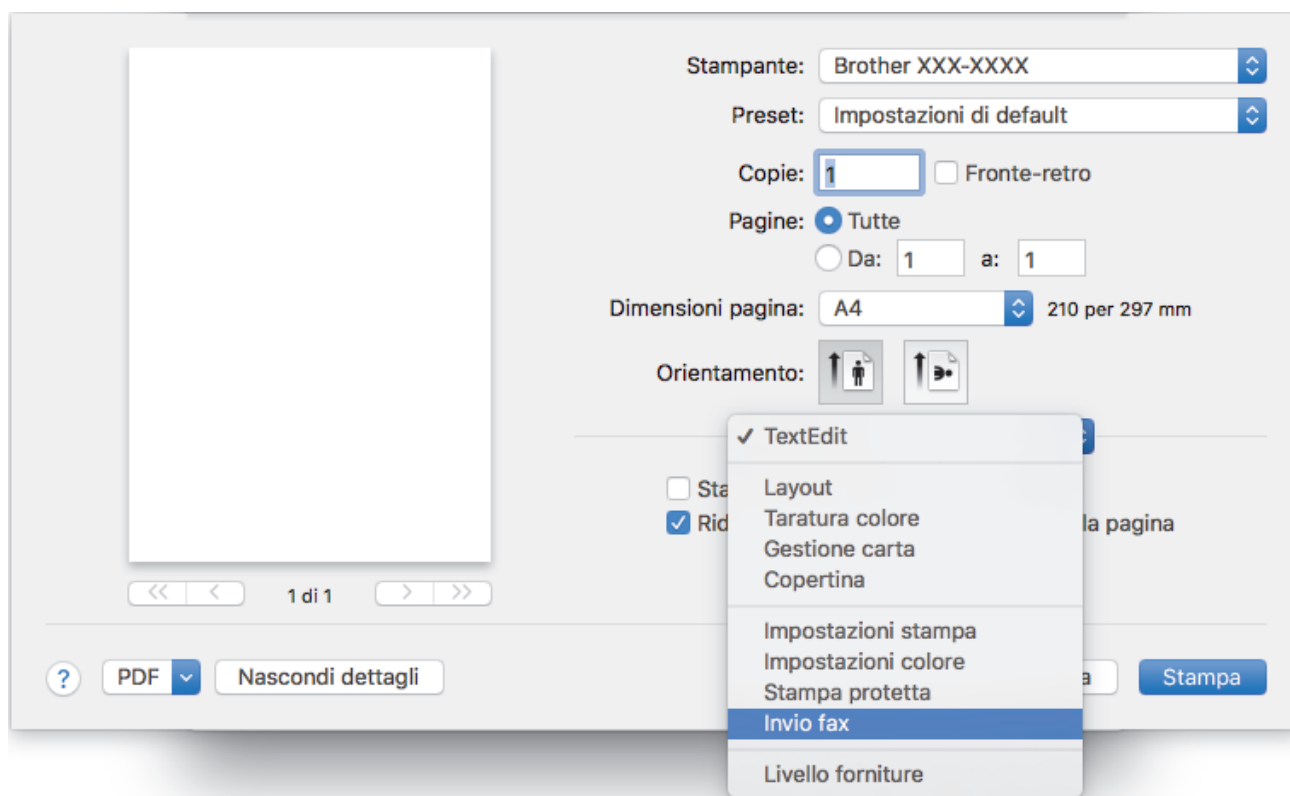 Stampante: Brother XXX-XXXX
Preset: Impostazioni di default
Copie: 1 Fronte-retro
Pagine: Tutte
Da: 1 a: 1
Dimensioni pagina: A4 210 per 297 mm
Orientamento:
✓ TextEdit
Sta
Layout
Taratura colore
Rid la pagina
Gestione carta
Copertina
<< < 1 di 1 > >>
Impostazioni stampa
Impostazioni colore
Stampa protetta
Invio fax
Livello forniture
? PDF Nascondi dettagli a Stampa